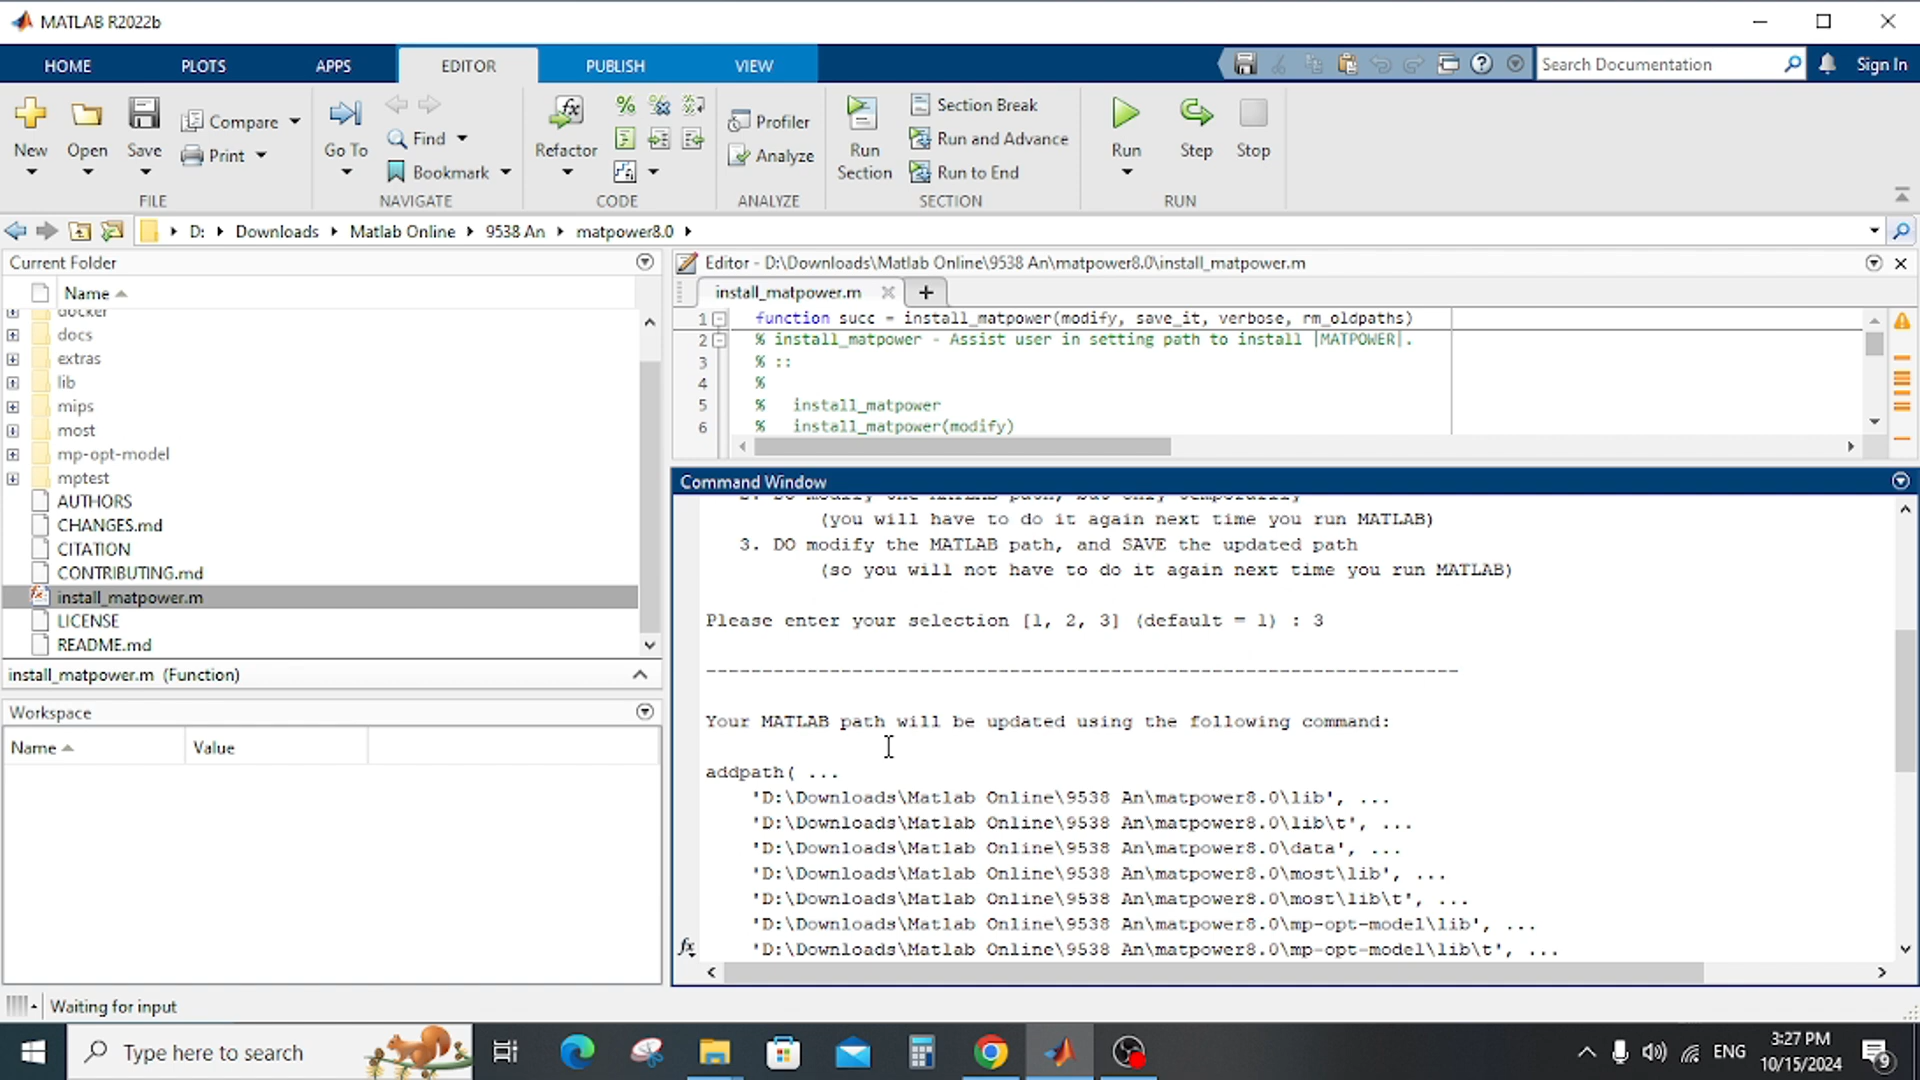 MATLAB R2022b
HOME PLOTS APPS EDITOR PUBLISH VIEW
Search Documentation
Sign In
New Open Save Compare Print
Go To Find Bookmark
Refactor
Profiler Analyze
Run Section
Section Break
Run and Advance
Run to End
Run Step Stop
FILE NAVIGATE CODE ANALYZE SECTION RUN
D: Downloads Matlab Online 9538 An matpower8.0
Current Folder
Name
docker
docs
extras
lib
mips
most
mp-opt-model
mptest
AUTHORS
CHANGES.md
CITATION
CONTRIBUTING.md
install_matpower.m
LICENSE
README.md
install_matpower.m (Function)
Workspace
Name Value
Editor - D:\Downloads\Matlab Online\9538 An\matpower8.0\install_matpower.m
install_matpower.m
1 function succ = install_matpower(modify, save_it, verbose, rm_oldpaths)
2 % install_matpower - Assist user in setting path to install |MATPOWER|.
3 % ::
4 %
5 % install_matpower
6 % install_matpower(modify)
Command Window
2. DO modify the MATLAB path, but only temporarily
(you will have to do it again next time you run MATLAB)
3. DO modify the MATLAB path, and SAVE the updated path
(so you will not have to do it again next time you run MATLAB)
Please enter your selection [1, 2, 3] (default = 1) : 3
-------------------------------------------------------------------
Your MATLAB path will be updated using the following command:
addpath( ...
'D:\Downloads\Matlab Online\9538 An\matpower8.0\lib', ...
'D:\Downloads\Matlab Online\9538 An\matpower8.0\lib\t', ...
'D:\Downloads\Matlab Online\9538 An\matpower8.0\data', ...
'D:\Downloads\Matlab Online\9538 An\matpower8.0\most\lib', ...
'D:\Downloads\Matlab Online\9538 An\matpower8.0\most\lib\t', ...
'D:\Downloads\Matlab Online\9538 An\matpower8.0\mp-opt-model\lib', ...
'D:\Downloads\Matlab Online\9538 An\matpower8.0\mp-opt-model\lib\t', ...
fx
Waiting for input
Type here to search
ENG
3:27 PM
10/15/2024
9